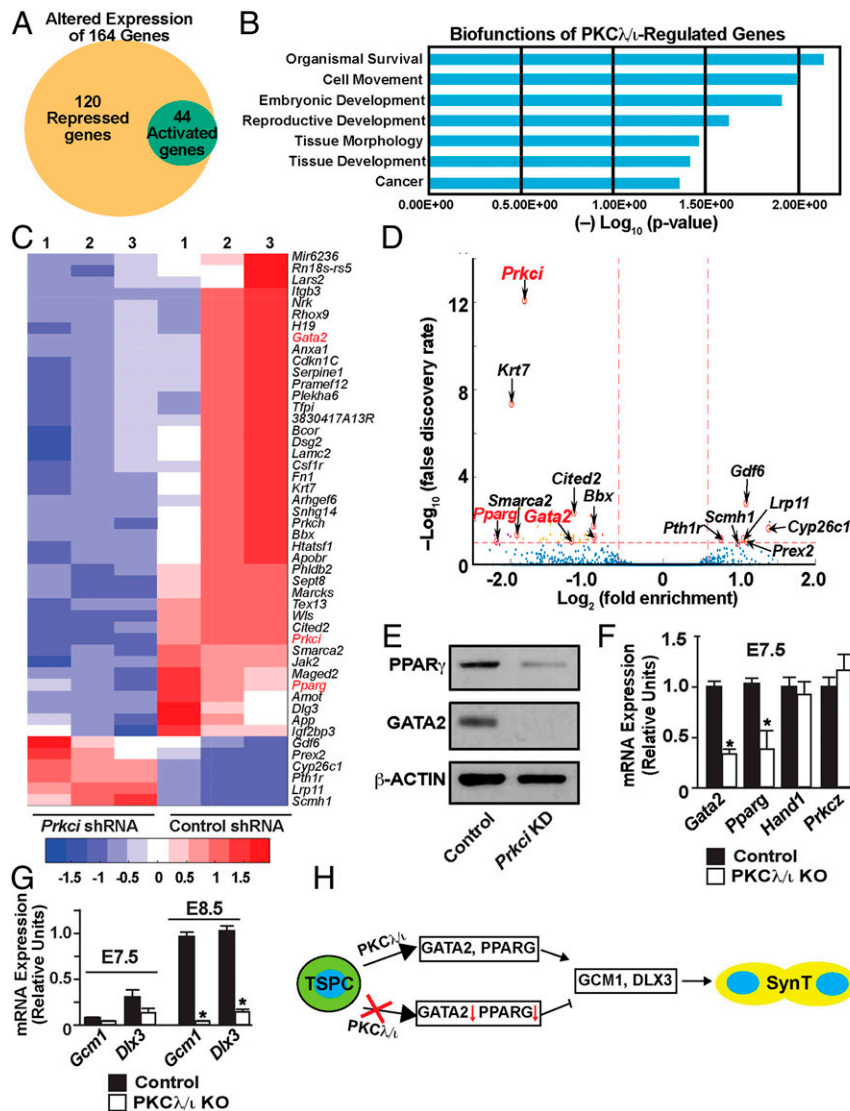 A
Altered Expression
of 164 Genes
120
Repressed
genes
44
Activated
genes
B
Biofunctions of PKCλ/ι-Regulated Genes
Organismal Survival
Cell Movement
Embryonic Development
Reproductive Development
Tissue Morphology
Tissue Development
Cancer
0.00E+00 5.00E-01 1.00E+00 1.50E+00 2.00E+00
(–) Log10 (p-value)
C
1 2 3 1 2 3
Mir6236
Rn18s-rs5
Lars2
Itgb3
Nrk
Rhox9
H19
Gata2
Anxa1
Cdkn1C
Serpine1
Pramef12
Plekha6
Tfpi
3830417A13R
Bcor
Dsg2
Lamc2
Csf1r
Fn1
Krt7
Arhgef6
Snhg14
Prkch
Bbx
Htatsf1
Apobr
Phldb2
Sept8
Marcks
Tex13
Wls
Cited2
Prkci
Smarca2
Jak2
Maged2
Pparg
Amot
Dlg3
App
Igf2bp3
Gdf6
Prex2
Cyp26c1
Pth1r
Lrp11
Scmh1
Prkci shRNA Control shRNA
-1.5 -1 -0.5 0 0.5 1 1.5
D
–Log10 (false discovery rate)
12
8
4
0
Prkci
Krt7
Cited2
Bbx
Smarca2
Pparg
Gata2
Gdf6
Lrp11
Scmh1
Pth1r
Cyp26c1
Prex2
-2.0 -1.0 0 1.0 2.0
Log2 (fold enrichment)
E
PPARγ
GATA2
β-ACTIN
Control
Prkci KD
F
E7.5
mRNA Expression
(Relative Units)
1.5
1.0
0.5
0
* *
Gata2
Pparg
Hand1
Prkcz
Control
PKCλ/ι KO
G
mRNA Expression
(Relative Units)
1.0
0.5
0
E7.5
E8.5
* *
Gcm1
Dlx3
Gcm1
Dlx3
Control
PKCλ/ι KO
H
TSPC
PKCλ/ι
GATA2, PPARG
PKCλ/ι
GATA2↓PPARG↓
GCM1, DLX3
SynT